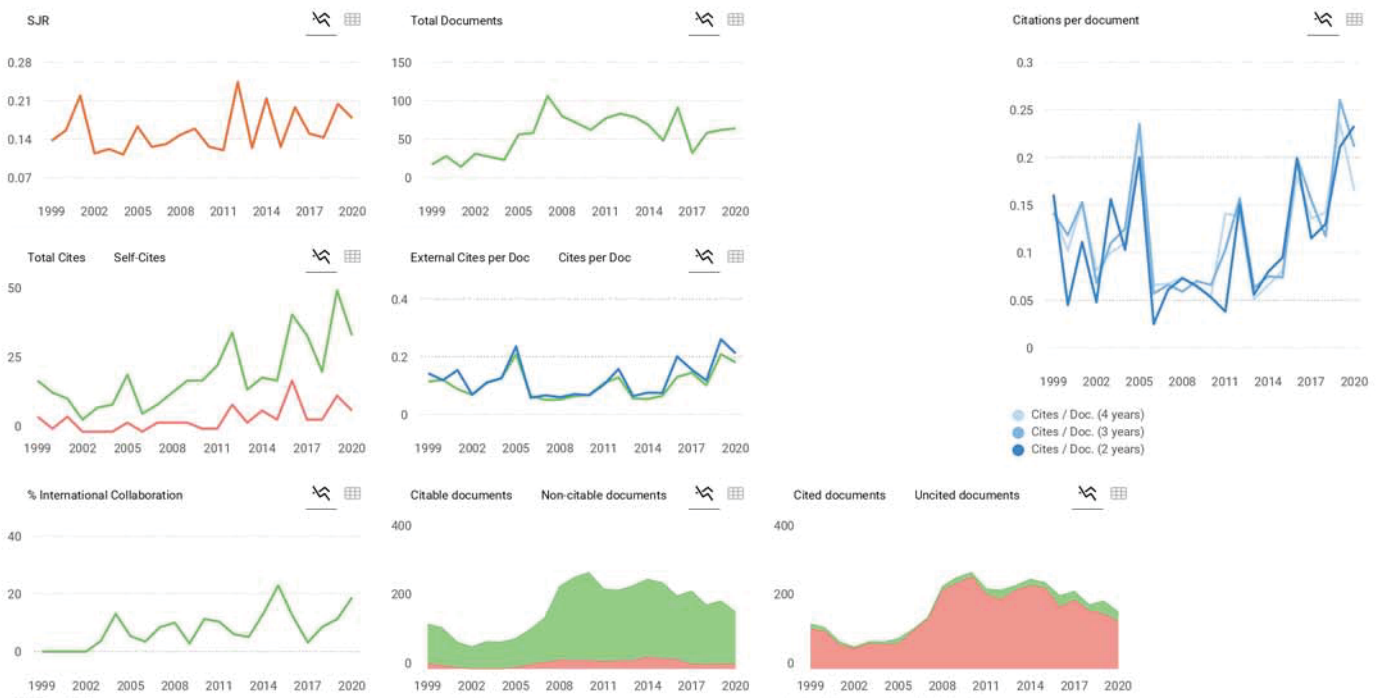 SJR
0.28
0.21
0.14
0.07
1999 2002 2005 2008 2011 2014 2017 2020
Total Documents
150
100
50
0
1999 2002 2005 2008 2011 2014 2017 2020
Citations per document
0.3
0.25
0.2
0.15
0.1
0.05
0
1999 2002 2005 2008 2011 2014 2017 2020
Cites / Doc. (4 years)
Cites / Doc. (3 years)
Cites / Doc. (2 years)
Total Cites Self-Cites
50
25
0
1999 2002 2005 2008 2011 2014 2017 2020
External Cites per Doc Cites per Doc
0.4
0.2
0
1999 2002 2005 2008 2011 2014 2017 2020
% International Collaboration
40
20
0
1999 2002 2005 2008 2011 2014 2017 2020
Citable documents Non-citable documents
400
200
0
1999 2002 2005 2008 2011 2014 2017 2020
Cited documents Uncited documents
400
200
0
1999 2002 2005 2008 2011 2014 2017 2020